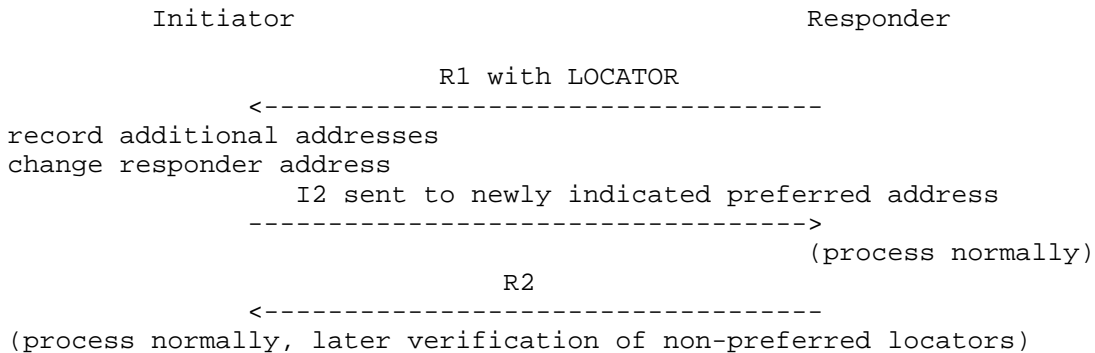 Initiator Responder
R1 with LOCATOR
<-----------------------------------
record additional addresses
change responder address
I2 sent to newly indicated preferred address
----------------------------------->
(process normally)
R2
<-----------------------------------
(process normally, later verification of non-preferred locators)